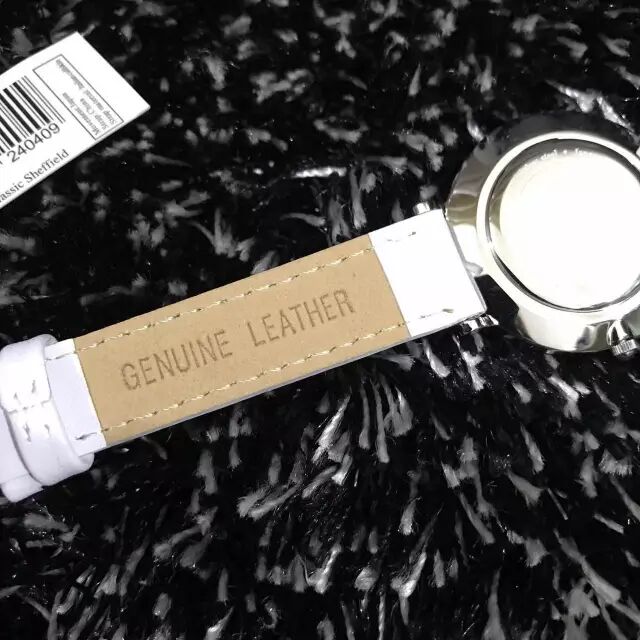 240409
assic Sheffield
GENUINE LEATHER